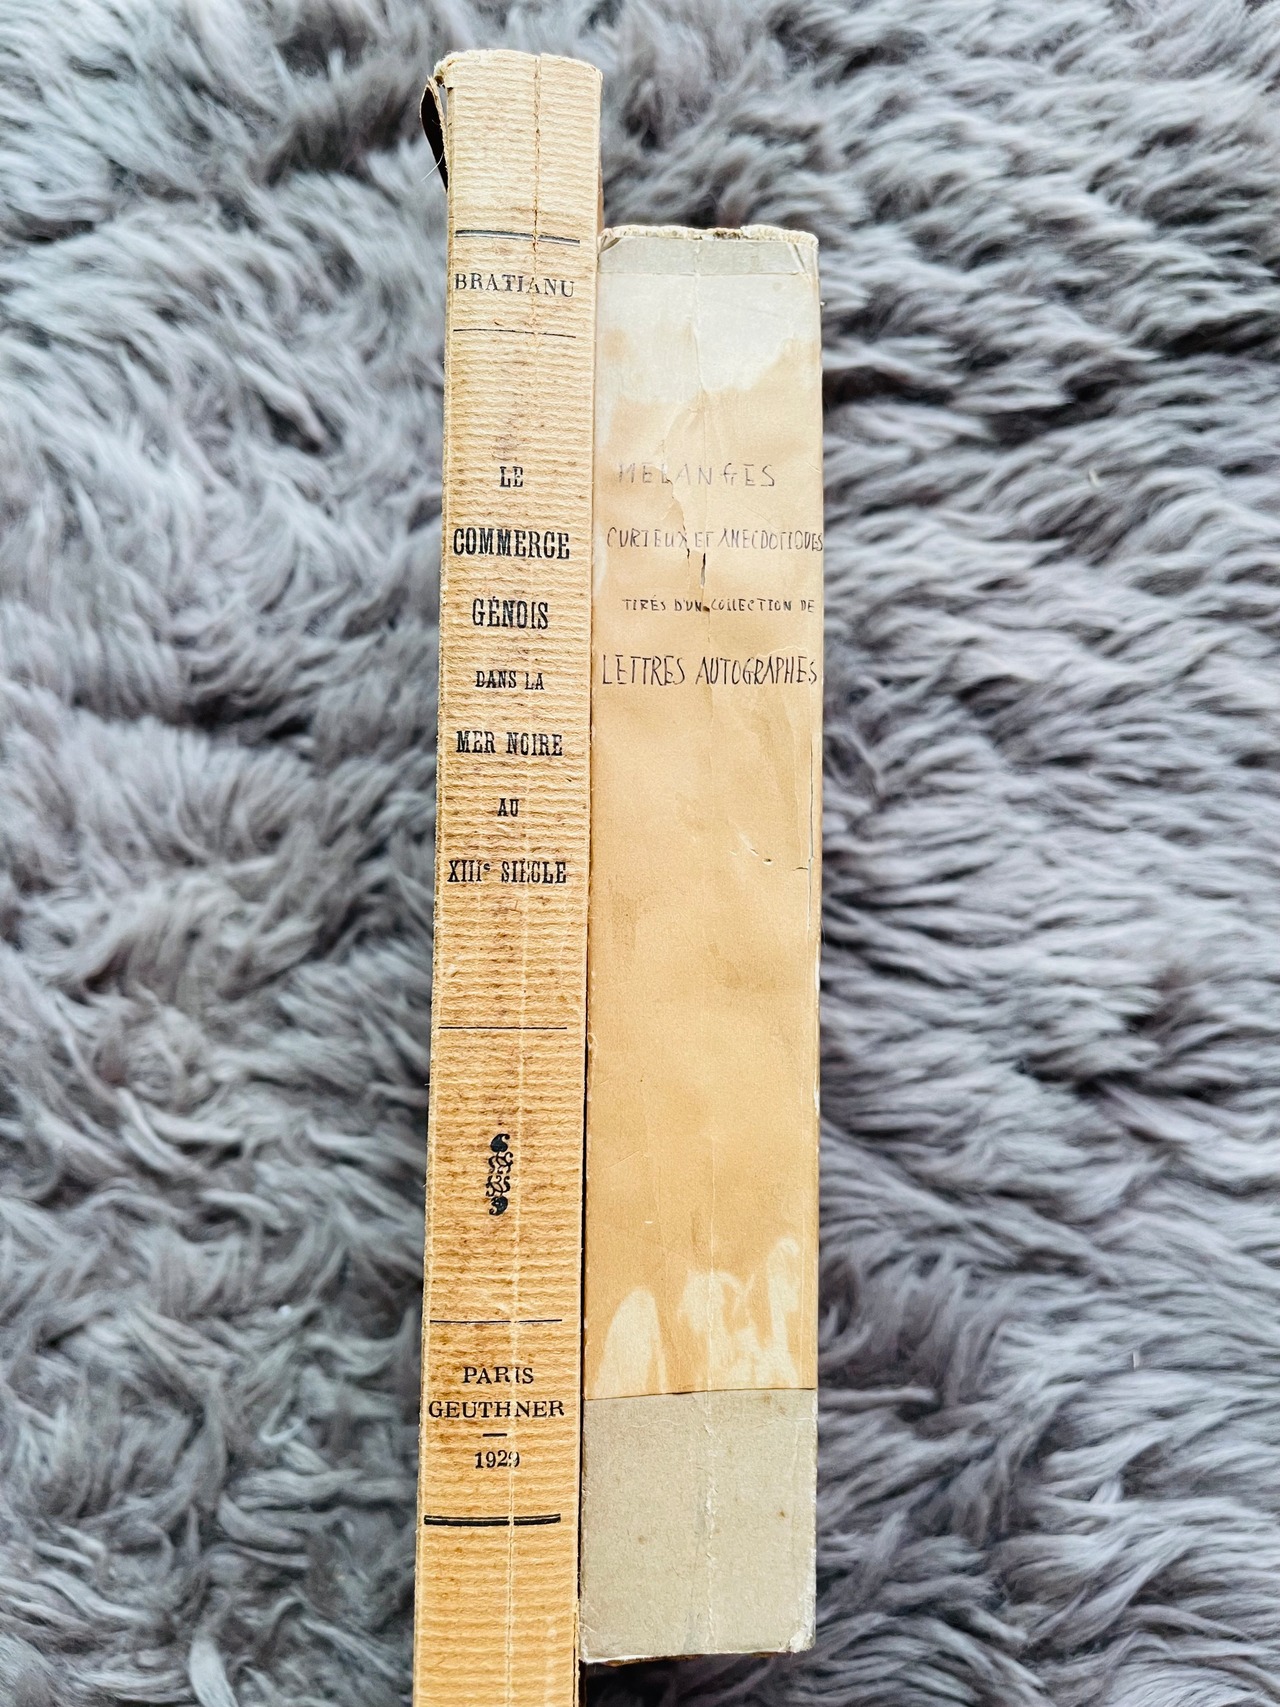 BRATIANU
LE
COMMERCE
GÉNOIS
DANS LA
MER NOIRE
AU
XIIIe SIÈCLE
PARIS
GEUTHNER
1929
MELANGES
CURIEUX ET ANECDOTIQUES
TIRÉS D'UN COLLECTION DE
LETTRES AUTOGRAPHES